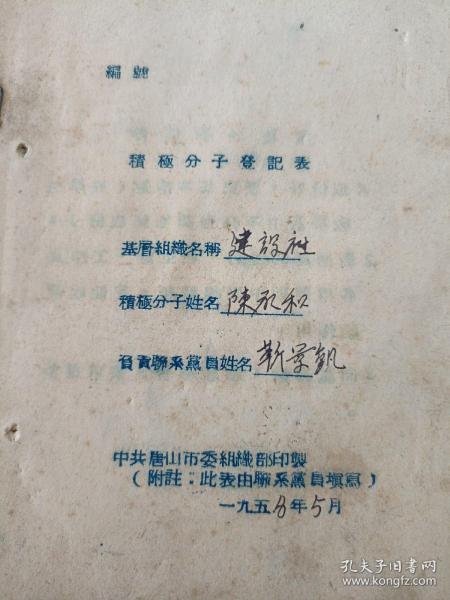 編號
積極分子登記表
基層組織名稱 建設社
積極分子姓名 陳永和
負責聯系黨員姓名 靳景凱
中共唐山市委組織部印製
(附註:此表由聯系黨員填寫)
一九五8年5月
孔夫子旧书网
www.kongfz.com